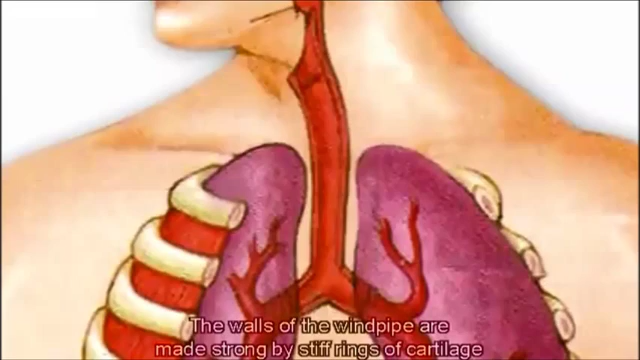 The walls of the windpipe are
made strong by stiff rings of cartilage